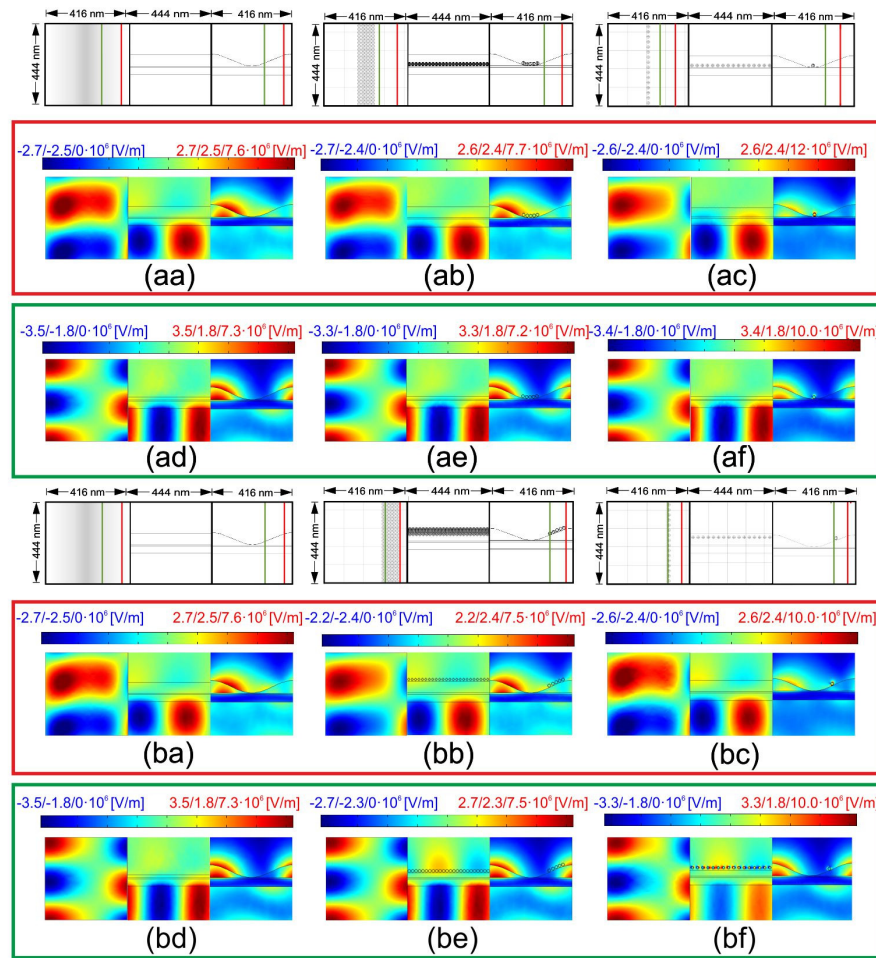 416 nm 444 nm 416 nm 416 nm 444 nm 416 nm 416 nm 444 nm 416 nm
444 nm 444 nm 444 nm
-2.7/-2.5/0·10⁶ [V/m] 2.7/2.5/7.6·10⁶ [V/m] -2.7/-2.4/0·10⁶ [V/m] 2.6/2.4/7.7·10⁶ [V/m] -2.6/-2.4/0·10⁶ [V/m] 2.6/2.4/12·10⁶ [V/m]
(aa) (ab) (ac)
-3.5/-1.8/0·10⁶ [V/m] 3.5/1.8/7.3·10⁶ [V/m] -3.3/-1.8/0·10⁶ [V/m] 3.3/1.8/7.2·10⁶ [V/m] -3.4/-1.8/0·10⁶ [V/m] 3.4/1.8/10.0·10⁶ [V/m]
(ad) (ae) (af)
416 nm 444 nm 416 nm 416 nm 444 nm 416 nm 416 nm 444 nm 416 nm
444 nm 444 nm 444 nm
-2.7/-2.5/0·10⁶ [V/m] 2.7/2.5/7.6·10⁶ [V/m] -2.2/-2.4/0·10⁶ [V/m] 2.2/2.4/7.5·10⁶ [V/m] -2.6/-2.4/0·10⁶ [V/m] 2.6/2.4/10.0·10⁶ [V/m]
(ba) (bb) (bc)
-3.5/-1.8/0·10⁶ [V/m] 3.5/1.8/7.3·10⁶ [V/m] -2.7/-2.3/0·10⁶ [V/m] 2.7/2.3/7.5·10⁶ [V/m] -3.3/-1.8/0·10⁶ [V/m] 3.3/1.8/10.0·10⁶ [V/m]
(bd) (be) (bf)